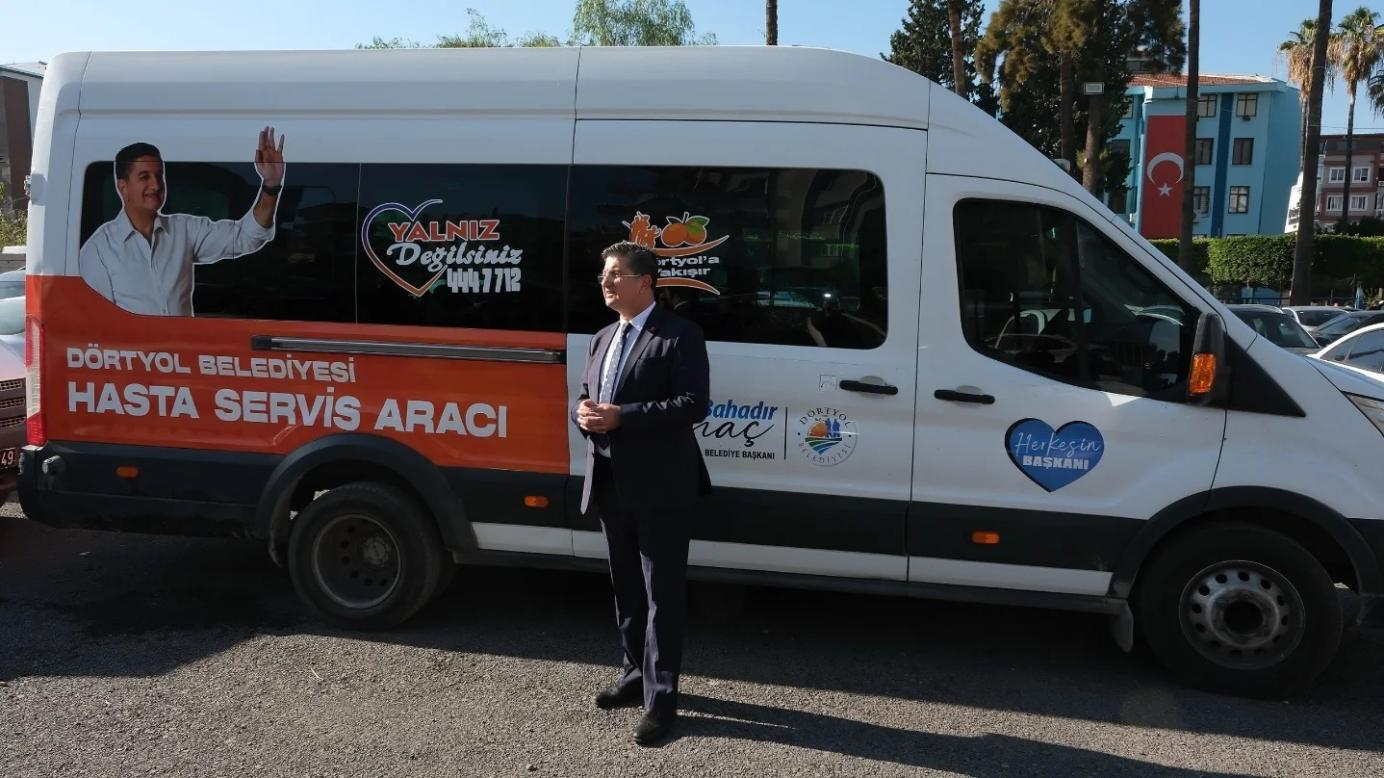 YALNIZ
Değilsiniz
444 7 712
Yakışır
DÖRTYOL BELEDİYESİ
HASTA SERVİS ARACI
Bahadır
BELEDİYE BAŞKANI
DÖRTYOL
BELEDİYESİ
Herkesin
BAŞKANI
49